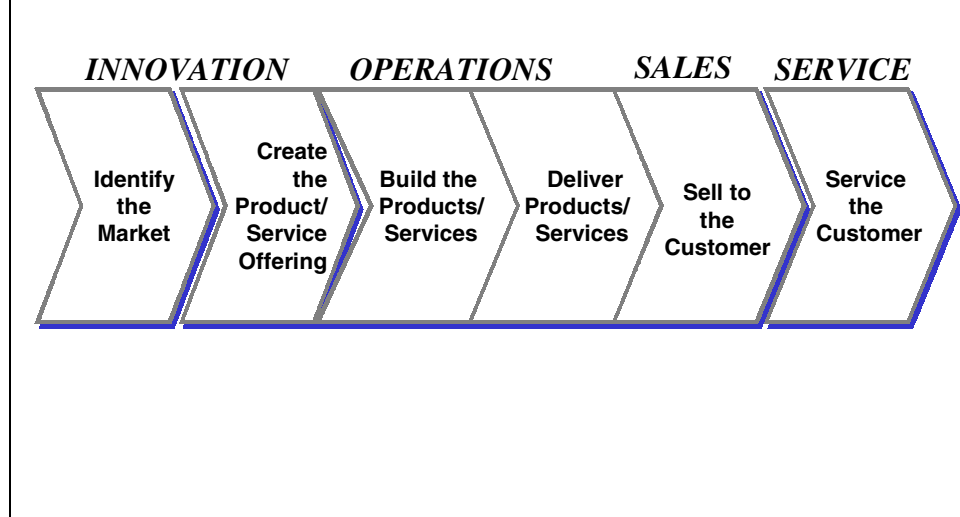 INNOVATION OPERATIONS SALES SERVICE
Identify
the
Market
Create
the
Product/
Service
Offering
Build the
Products/
Services
Deliver
Products/
Services
Sell to
the
Customer
Service
the
Customer